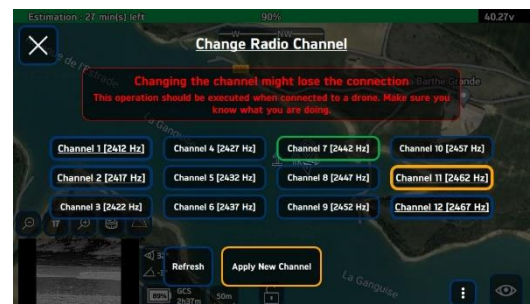 Estimation : 27 min(s) left 90% 40.27v
W NW
Change Radio Channel
Changing the channel might lose the connection
This operation should be executed when connected to a drone. Make sure you
know what you are doing.
Channel 1 [2412 Hz] Channel 4 [2427 Hz] Channel 7 [2442 Hz] Channel 10 [2457 Hz]
Channel 2 [2417 Hz] Channel 5 [2432 Hz] Channel 8 [2447 Hz] Channel 11 [2462 Hz]
Channel 3 [2422 Hz] Channel 6 [2437 Hz] Channel 9 [2452 Hz] Channel 12 [2467 Hz]
Refresh Apply New Channel
La Ganguise
89% GCS
2h37m 50m